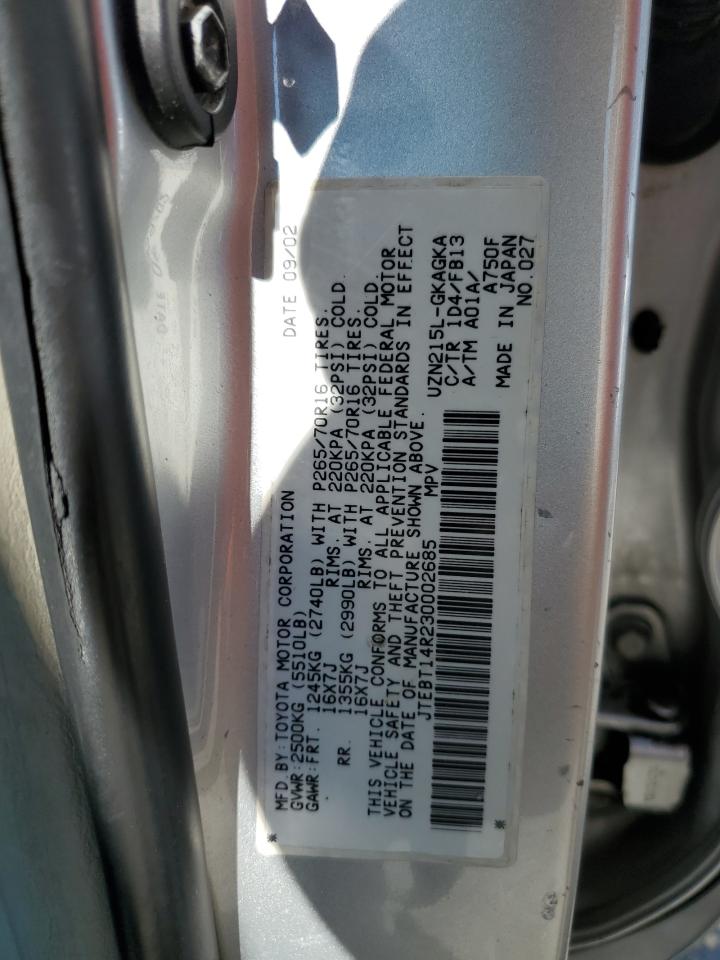 MFD. BY: TOYOTA MOTOR CORPORATION DATE 09/02
GVWR: 2500KG (5510LB)
GAWR: FRT. 1245KG (2740LB) WITH P265/70R16 TIRES.
16X7J RIMS. AT 220KPA (32PSI) COLD.
RR. 1355KG (2990LB) WITH P265/70R16 TIRES.
16X7J RIMS. AT 220KPA (32PSI) COLD.
THIS VEHICLE CONFORMS TO ALL APPLICABLE FEDERAL MOTOR
VEHICLE SAFETY AND THEFT PREVENTION STANDARDS IN EFFECT
ON THE DATE OF MANUFACTURE SHOWN ABOVE.
JTEBT14R230002685 MPV
UZN215L-GKAGKA
C/TR 1D4/FB13
A/TM A01A/
A750F
MADE IN JAPAN
NO.027